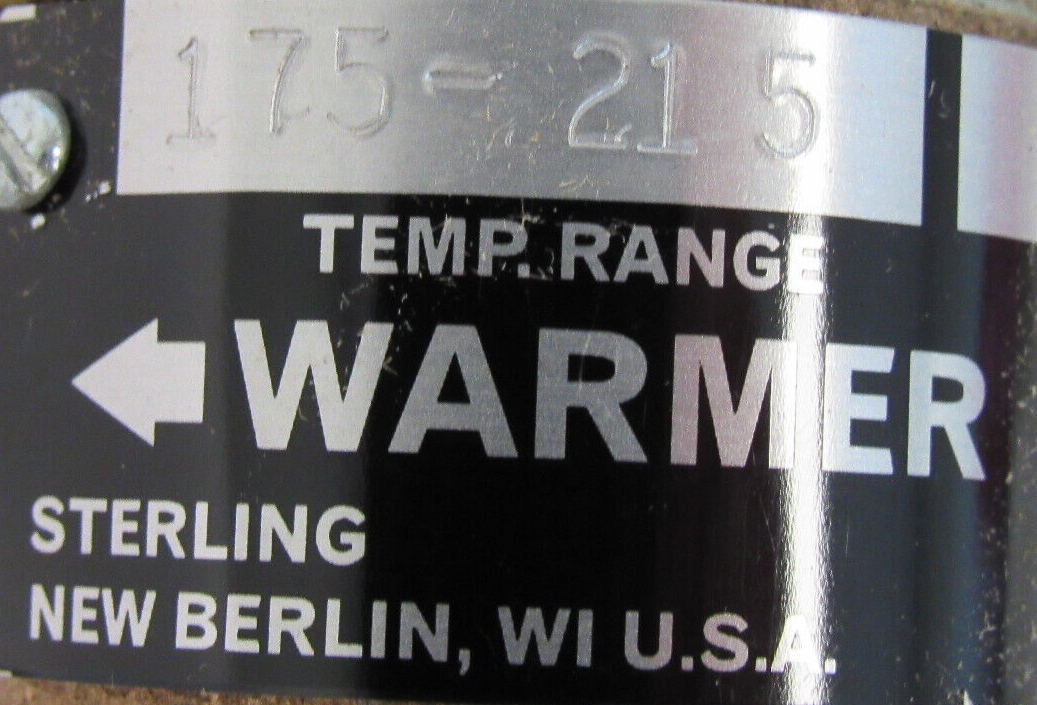 175-215
TEMP. RANGE
WARMER
STERLING
NEW BERLIN, WI U.S.A.